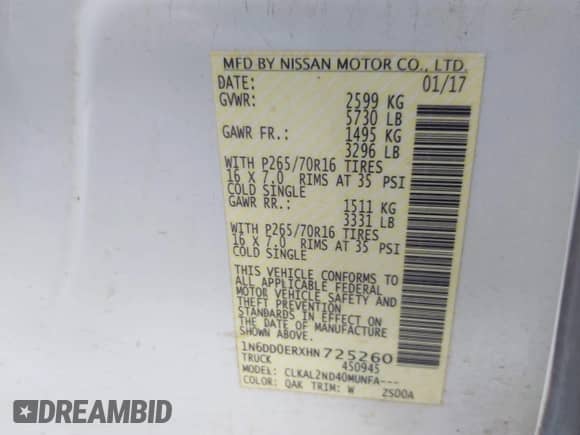 MFD BY NISSAN MOTOR CO., LTD.
DATE: 01/17
GVWR: 2599 KG
5730 LB
GAWR FR.: 1495 KG
3296 LB
WITH P265/70R16 TIRES
16 X 7.0 RIMS AT 35 PSI
COLD SINGLE
GAWR RR.: 1511 KG
3331 LB
WITH P265/70R16 TIRES
16 X 7.0 RIMS AT 35 PSI
COLD SINGLE
THIS VEHICLE CONFORMS TO
ALL APPLICABLE FEDERAL
MOTOR VEHICLE SAFETY AND
THEFT PREVENTION
STANDARDS IN EFFECT ON
THE DATE OF MANUFACTURE
SHOWN ABOVE.
1N6DD0ERXHN725260
TRUCK 450945
MODEL: CLKAL2ND40MUNFA---
COLOR: QAK TRIM: W 2S00A
AUTOBIDMASTER